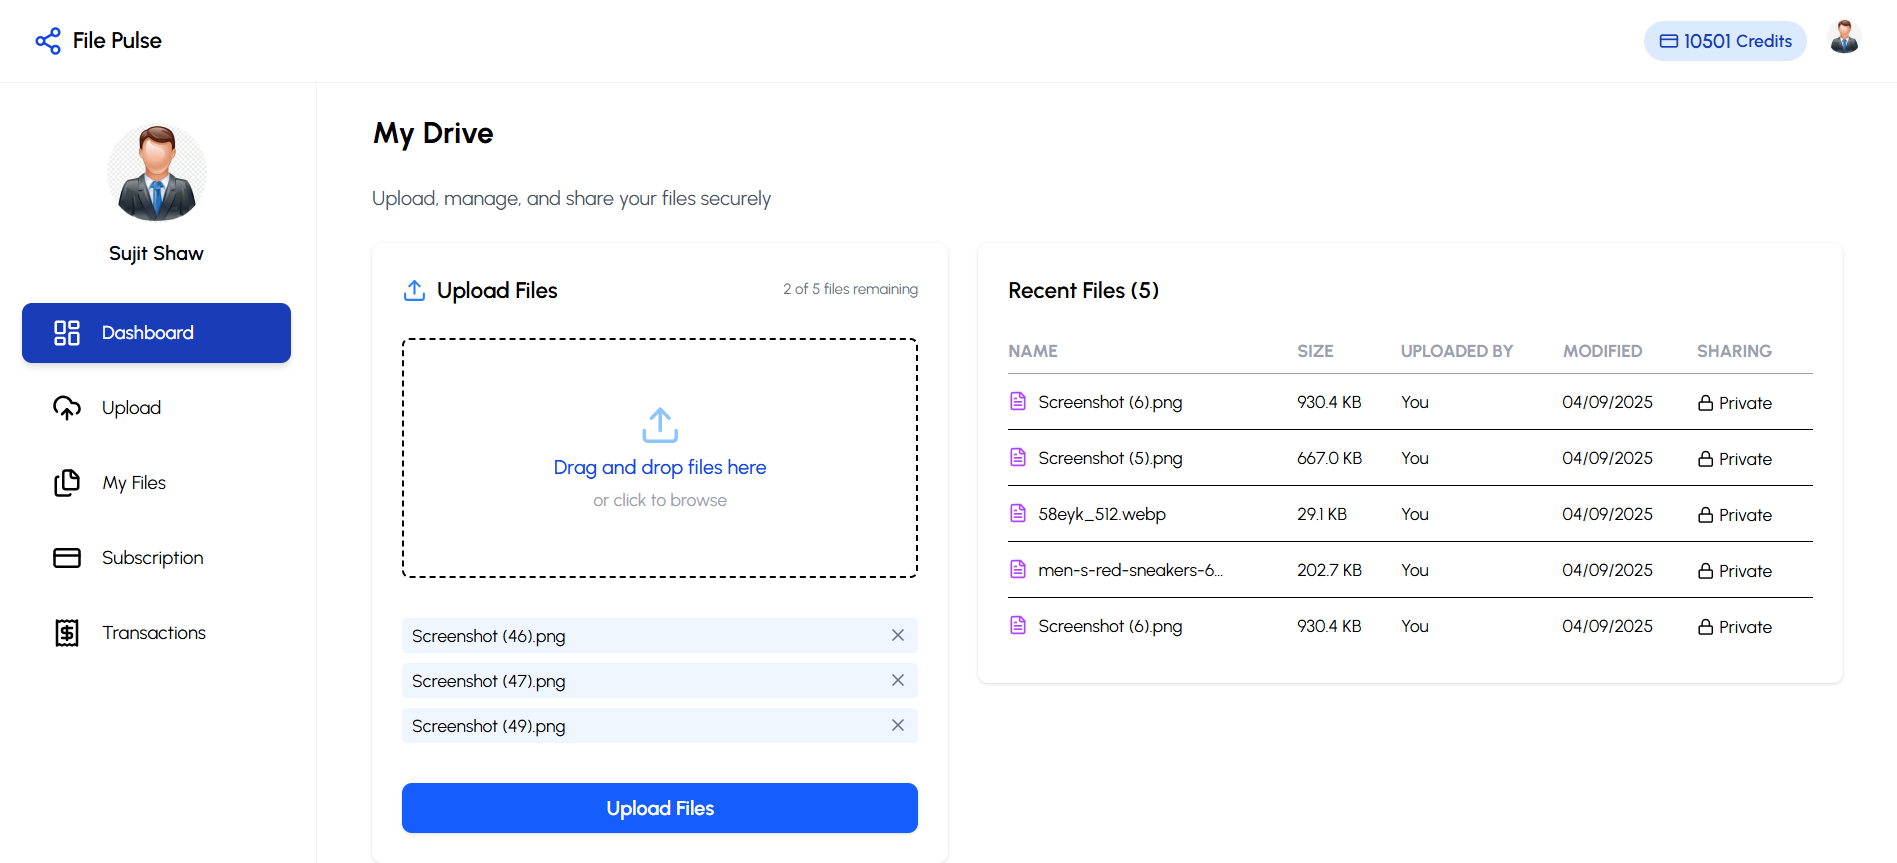 File Pulse
10501 Credits
Sujit Shaw
Dashboard
Upload
My Files
Subscription
Transactions
My Drive
Upload, manage, and share your files securely
Upload Files
2 of 5 files remaining
Drag and drop files here
or click to browse
Screenshot (46).png
Screenshot (47).png
Screenshot (49).png
Upload Files
Recent Files (5)
NAME SIZE UPLOADED BY MODIFIED SHARING
Screenshot (6).png 930.4 KB You 04/09/2025 Private
Screenshot (5).png 667.0 KB You 04/09/2025 Private
58eyk_512.webp 29.1 KB You 04/09/2025 Private
men-s-red-sneakers-6... 202.7 KB You 04/09/2025 Private
Screenshot (6).png 930.4 KB You 04/09/2025 Private